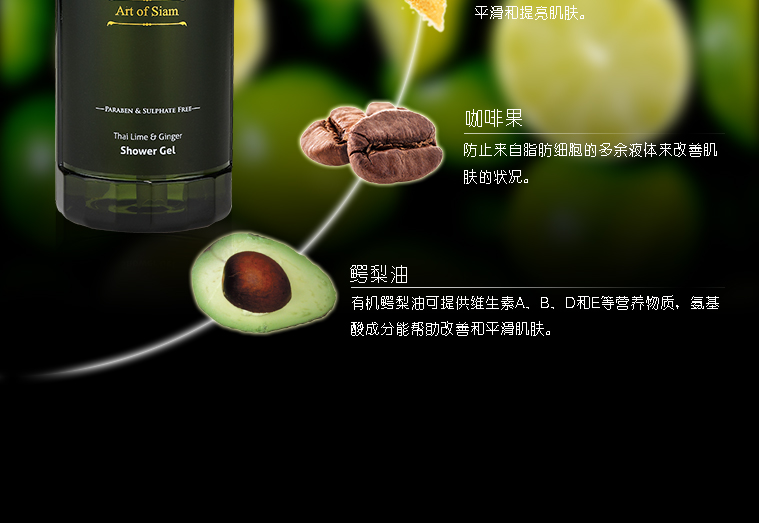 平滑和提亮肌肤。
Art of Siam
PARABEN & SULPHATE FREE
Thai Lime & Ginger
Shower Gel
咖啡果
防止来自脂肪细胞的多余液体来改善肌
肤的状况。
鳄梨油
有机鳄梨油可提供维生素A、B、D和E等营养物质，氨基
酸成分能帮助改善和平滑肌肤。